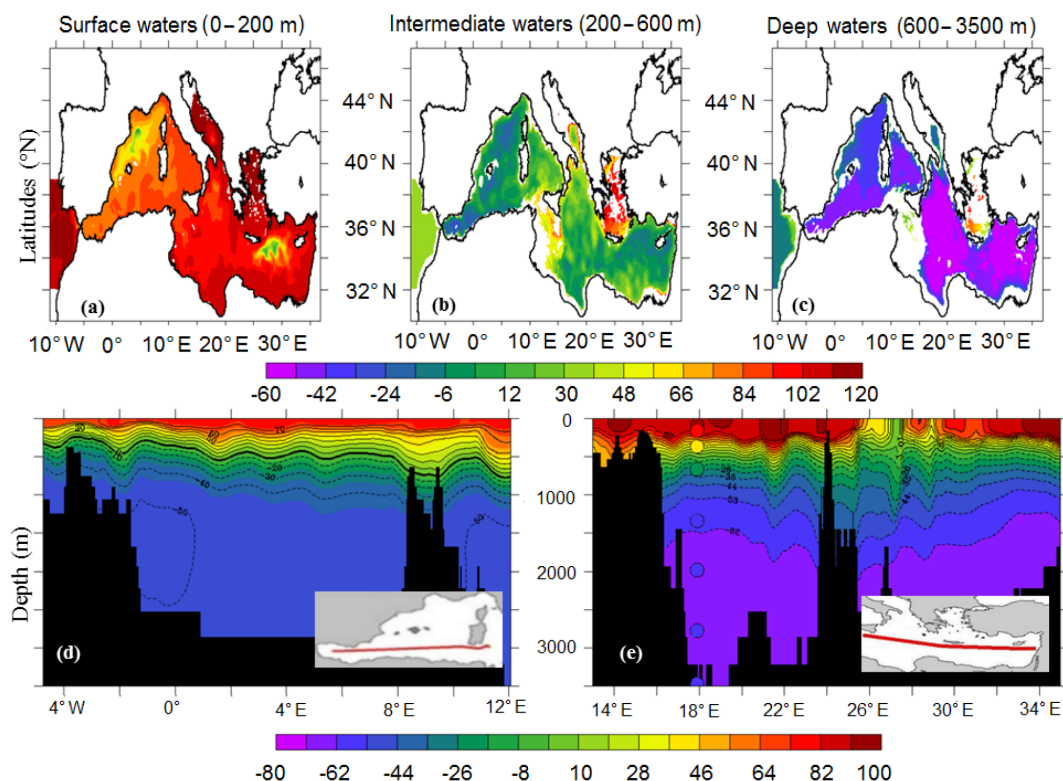 Surface waters (0–200 m) Intermediate waters (200–600 m) Deep waters (600–3500 m)
Latitudes (°N)
44° N 44° N
40° N 40° N
36° N 36° N
32° N 32° N
(a) (b) (c)
10° W 0° 10° E 20° E 30° E 10° W 0° 10° E 20° E 30° E 10° W 0° 10° E 20° E 30° E
-60 -42 -24 -6 12 30 48 66 84 102 120
Depth (m)
0
1000
2000
3000
(d) (e)
4° W 0° 4° E 8° E 12° E 13° E 18° E 22° E 26° E 30° E 34° E
-80 -62 -44 -26 -8 10 28 46 64 82 100